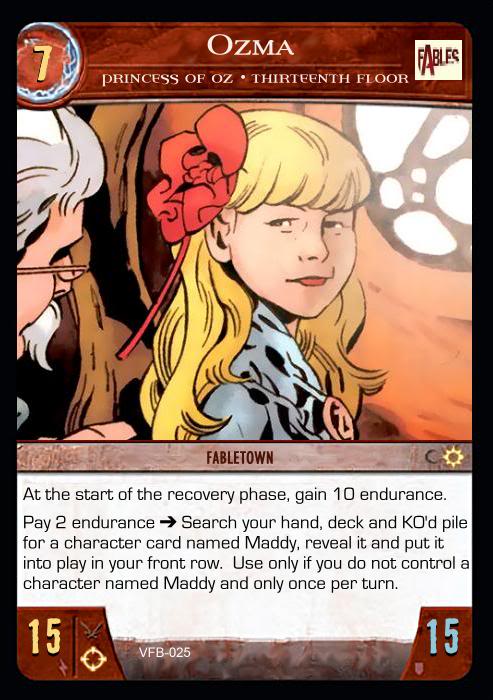 7
OZMA
PRINCESS OF OZ • THIRTEENTH FLOOR
FABLES
FABLETOWN
At the start of the recovery phase, gain 10 endurance.
Pay 2 endurance ➔ Search your hand, deck and KO'd pile
for a character card named Maddy, reveal it and put it
into play in your front row.  Use only if you do not control a
character named Maddy and only once per turn.
15
VFB-025
15